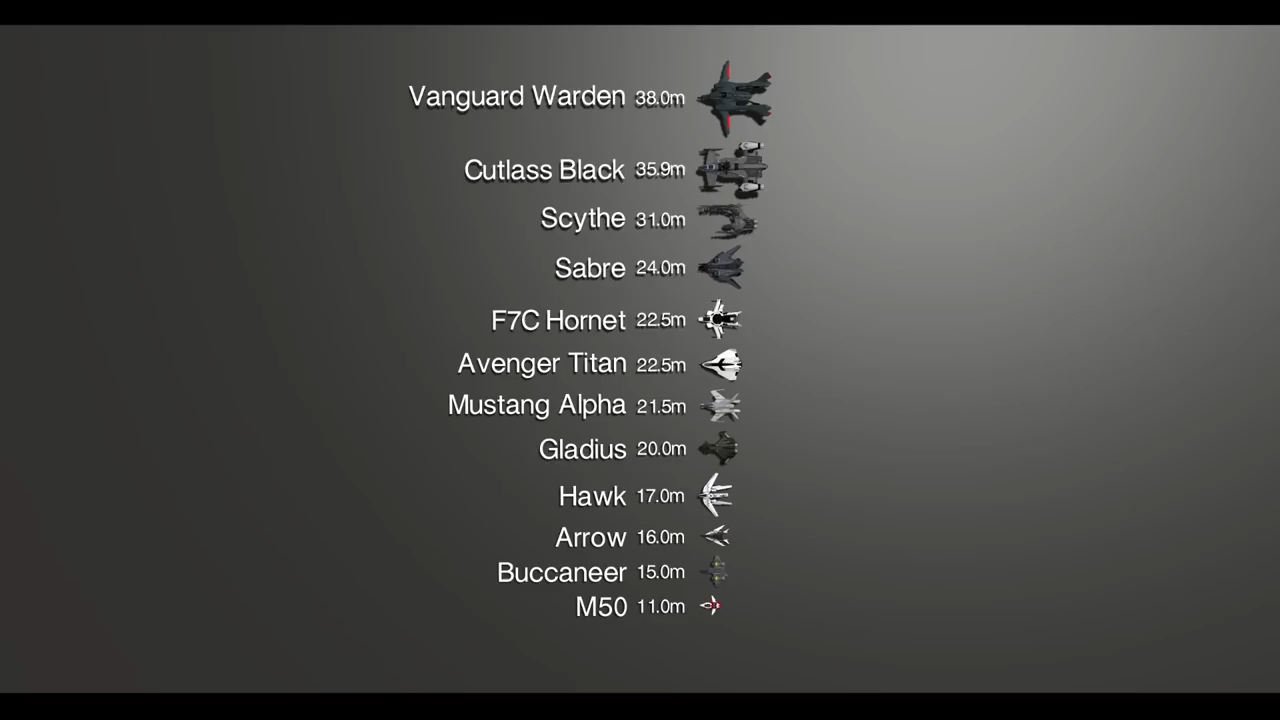 Vanguard Warden 38.0m
Cutlass Black 35.9m
Scythe 31.0m
Sabre 24.0m
F7C Hornet 22.5m
Avenger Titan 22.5m
Mustang Alpha 21.5m
Gladius 20.0m
Hawk 17.0m
Arrow 16.0m
Buccaneer 15.0m
M50 11.0m